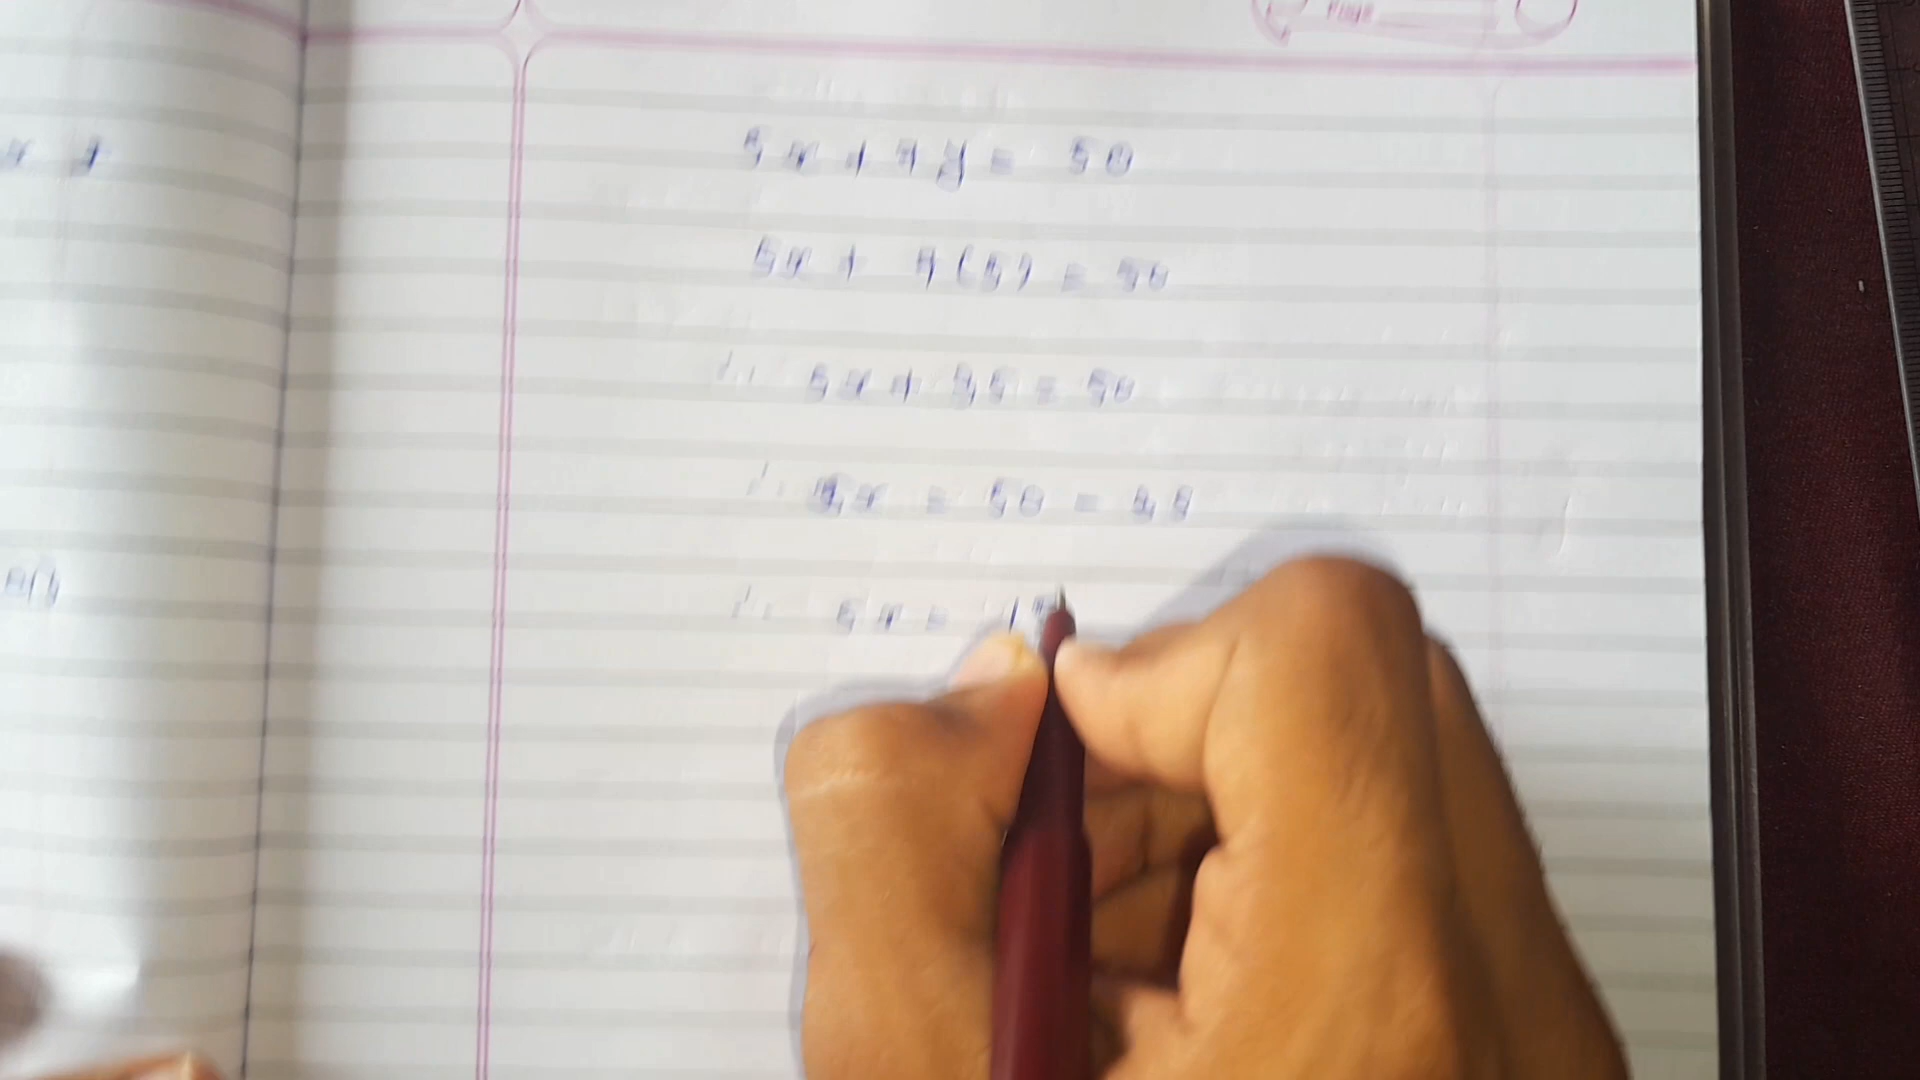 5x + 7y = 50
5x + 7(5) = 50
∴ 5x + 35 = 50
∴ 5x = 50 - 35
∴ 5x = 15